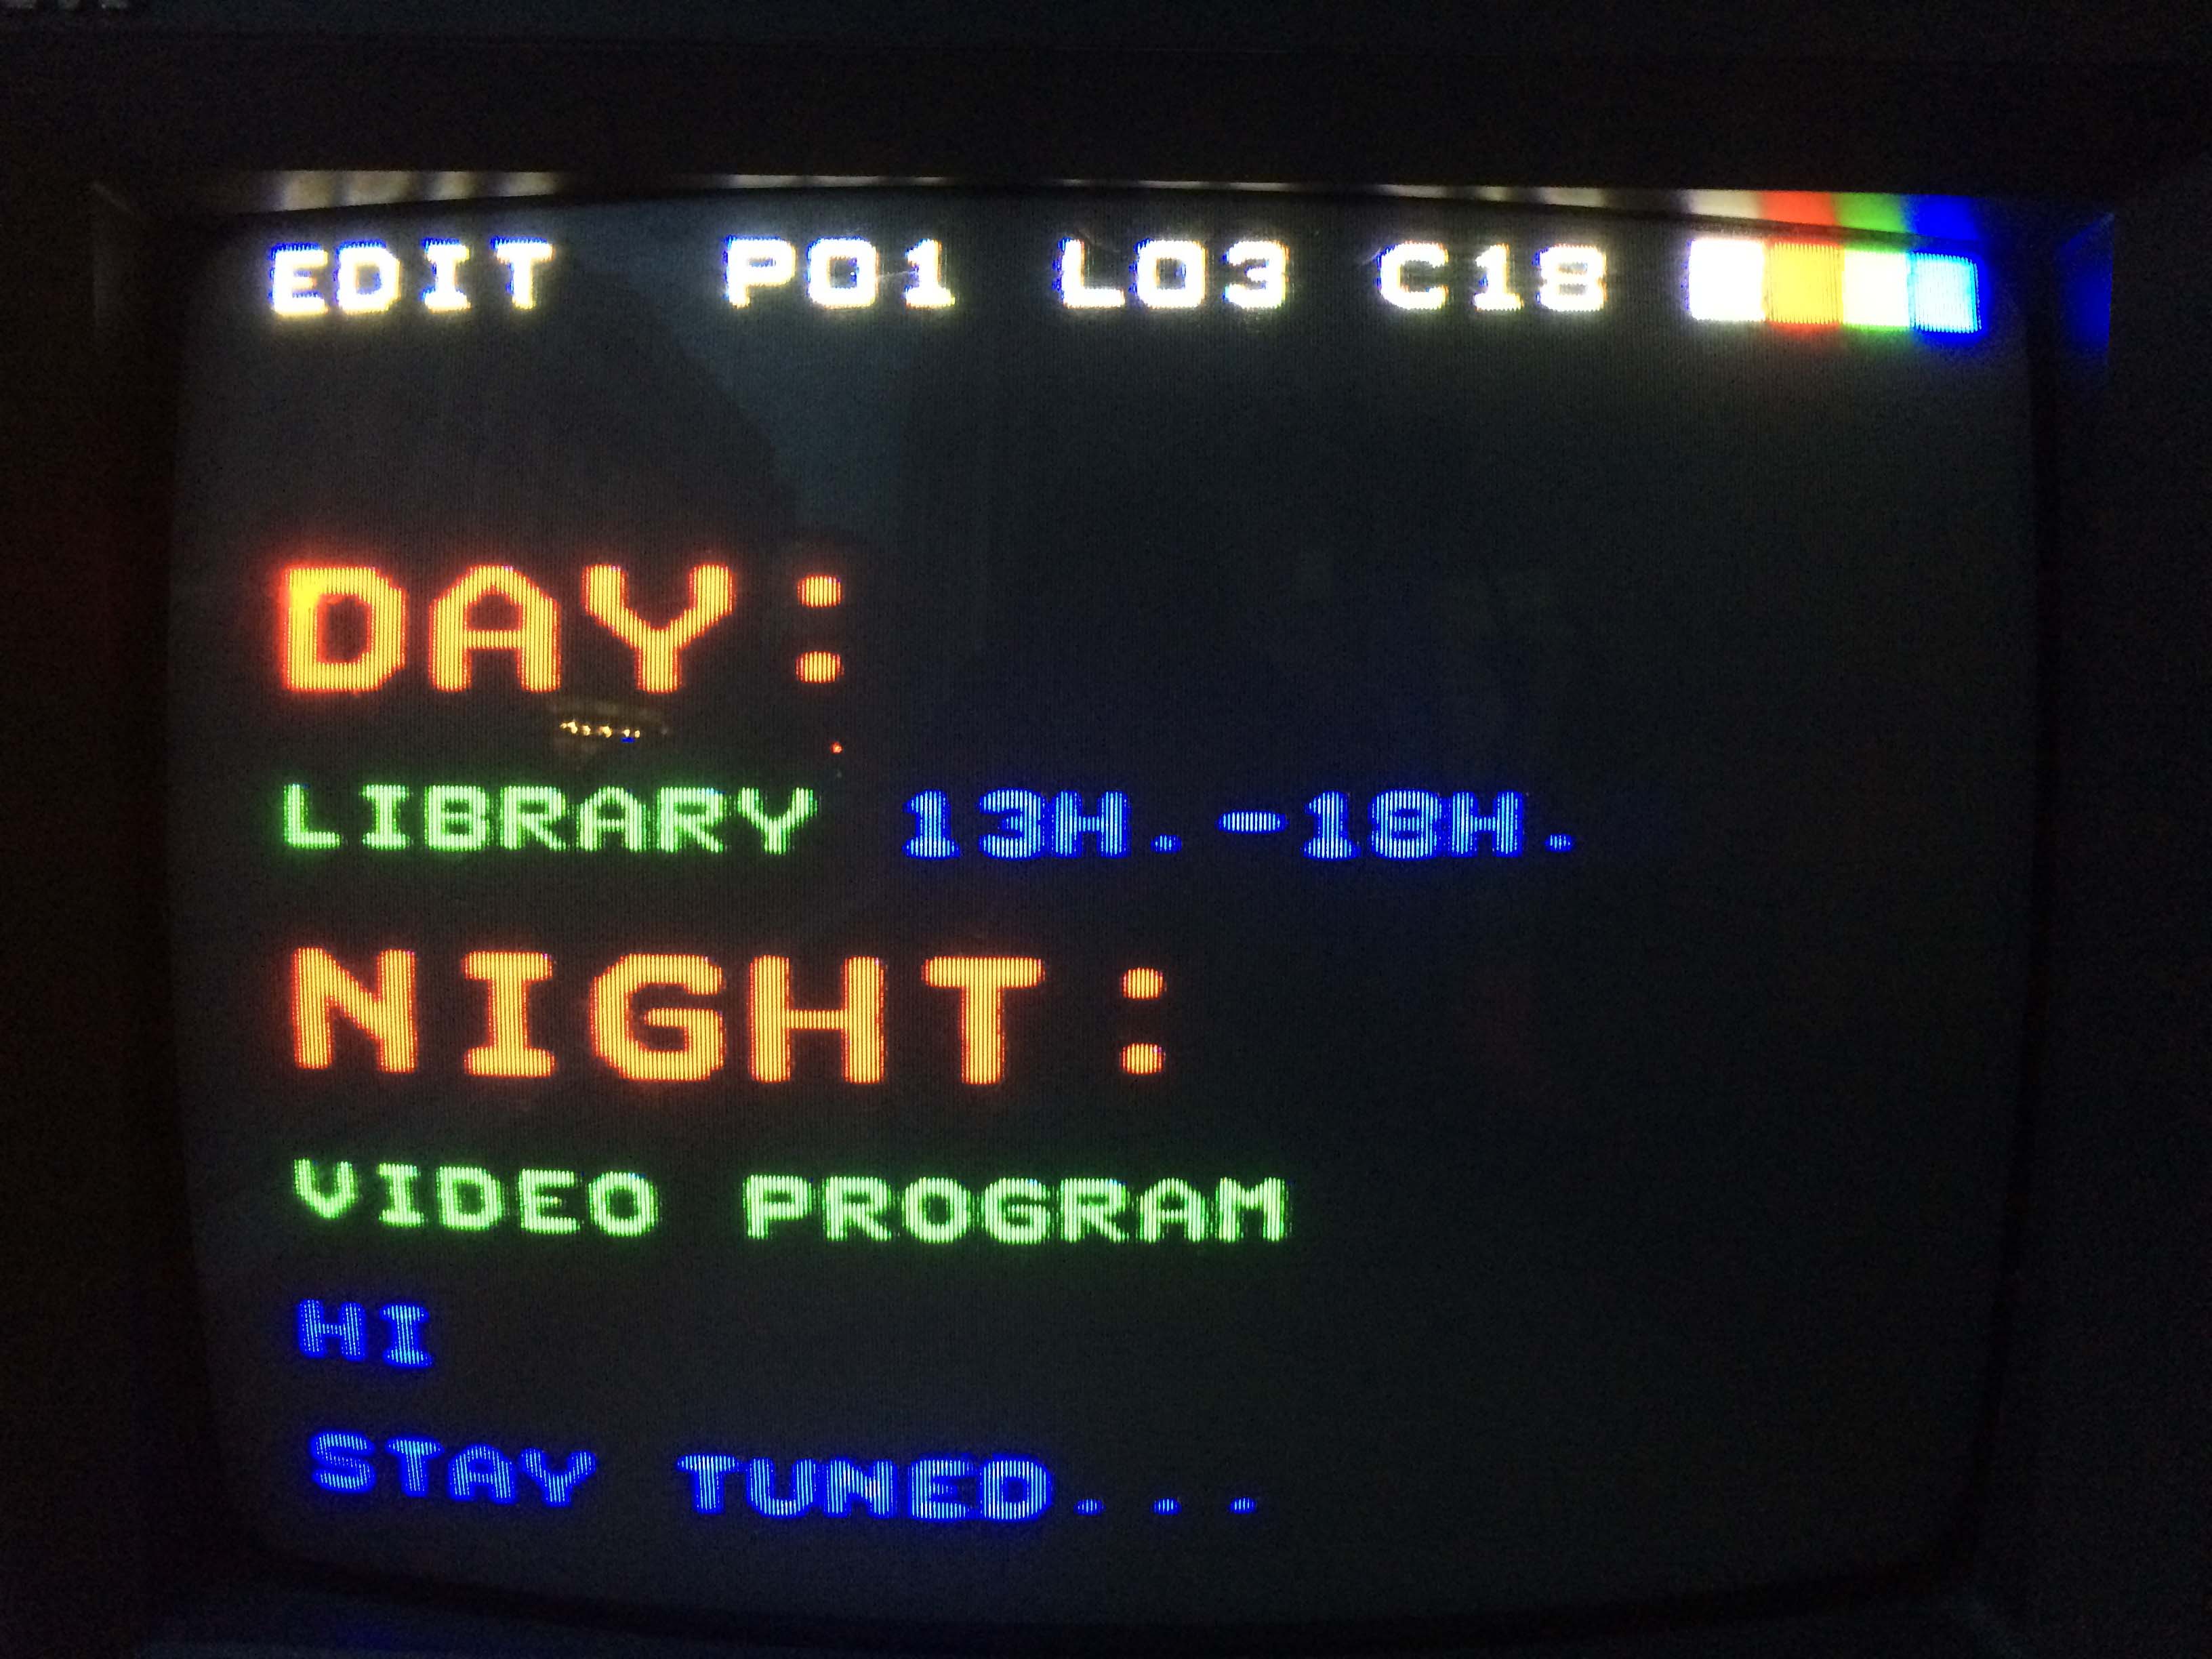 EDIT P01 L03 C18
DAY:
LIBRARY 13H.-18H.
NIGHT:
VIDEO PROGRAM
HI
STAY TUNED...